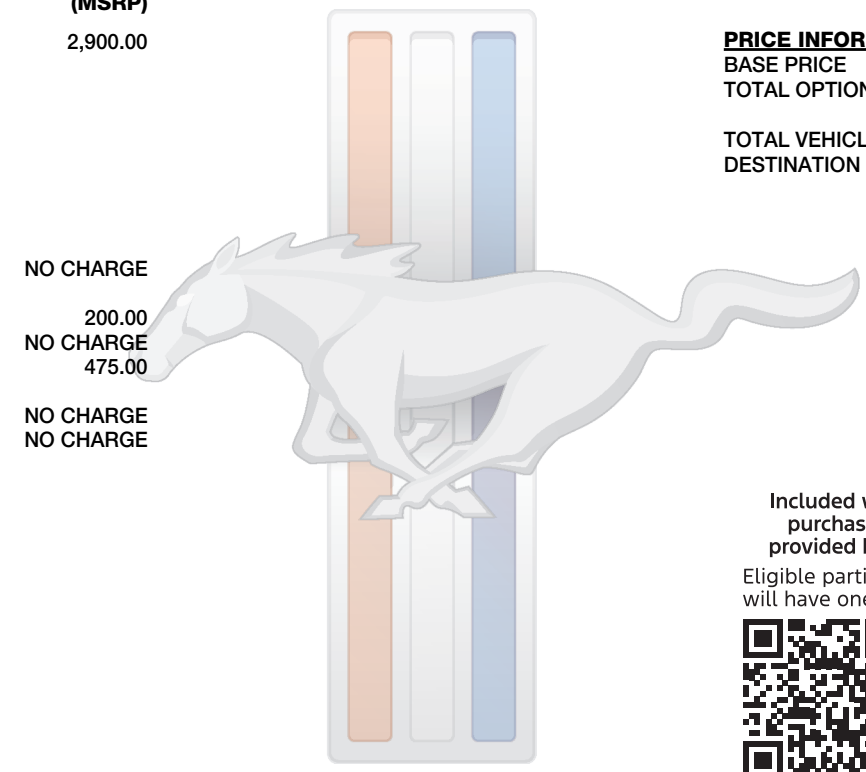 (MSRP)
2,900.00
NO CHARGE
200.00
NO CHARGE
475.00
NO CHARGE
NO CHARGE
PRICE INFOR
BASE PRICE
TOTAL OPTION
TOTAL VEHICL
DESTINATION
Included w
purchas
provided b
Eligible parti
will have one